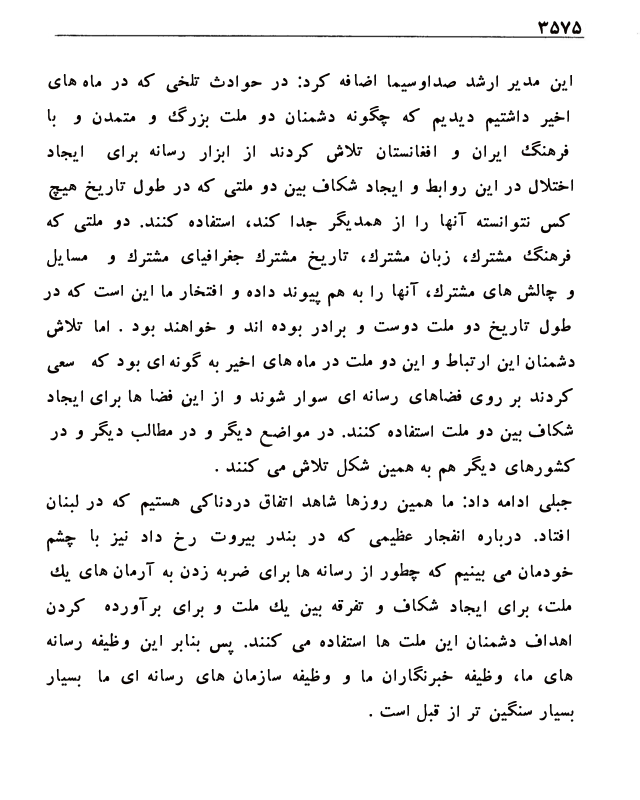 ۳۵۷۵
این مدیر ارشد صداوسیما اضافه کرد: در حوادث تلخی که در ماه های
اخیر داشتیم دیدیم که چگونه دشمنان دو ملت بزرگ و متمدن و با
فرهنگ ایران و افغانستان تلاش کردند از ابزار رسانه برای ایجاد
اختلال در این روابط و ایجاد شکاف بین دو ملتی که در طول تاریخ هیچ
کس نتوانسته آنها را از همدیگر جدا کند، استفاده کنند. دو ملتی که
فرهنگ مشترك، زبان مشترك، تاریخ مشترك جغرافیای مشترك و مسایل
و چالش های مشترك، آنها را به هم پیوند داده و افتخار ما این است که در
طول تاریخ دو ملت دوست و برادر بوده اند و خواهند بود . اما تلاش
دشمنان این ارتباط و این دو ملت در ماه های اخیر به گونه ای بود که سعی
کردند بر روی فضاهای رسانه ای سوار شوند و از این فضا ها برای ایجاد
شکاف بین دو ملت استفاده کنند. در مواضع دیگر و در مطالب دیگر و در
کشورهای دیگر هم به همین شکل تلاش می کنند .
جبلی ادامه داد: ما همین روزها شاهد اتفاق دردناکی هستیم که در لبنان
افتاد. درباره انفجار عظیمی که در بندر بیروت رخ داد نیز با چشم
خودمان می بینیم که چطور از رسانه ها برای ضربه زدن به آرمان های یك
ملت، برای ایجاد شکاف و تفرقه بین یك ملت و برای برآورده کردن
اهداف دشمنان این ملت ها استفاده می کنند. پس بنابر این وظیفه رسانه
های ما، وظیفه خبرنگاران ما و وظیفه سازمان های رسانه ای ما بسیار
بسیار سنگین تر از قبل است .